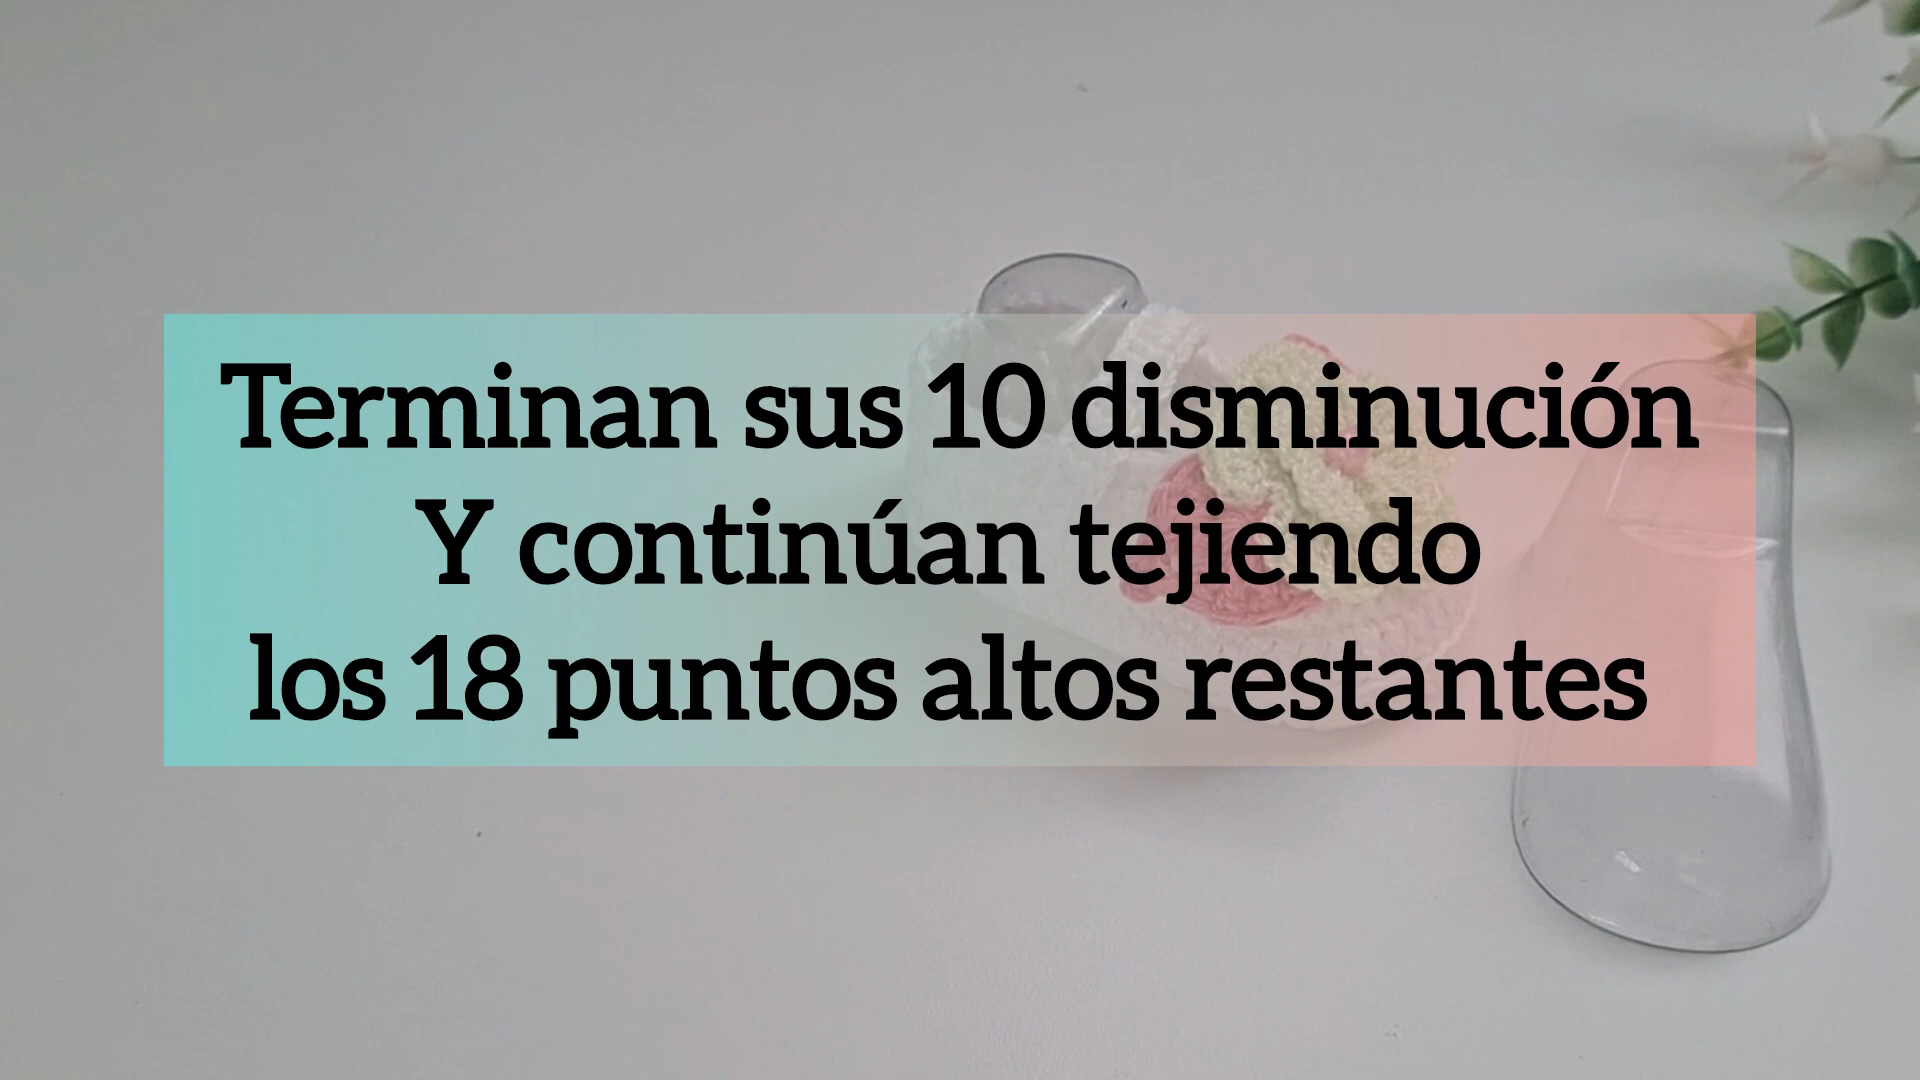 Terminan sus 10 disminución
Y continúan tejiendo
los 18 puntos altos restantes